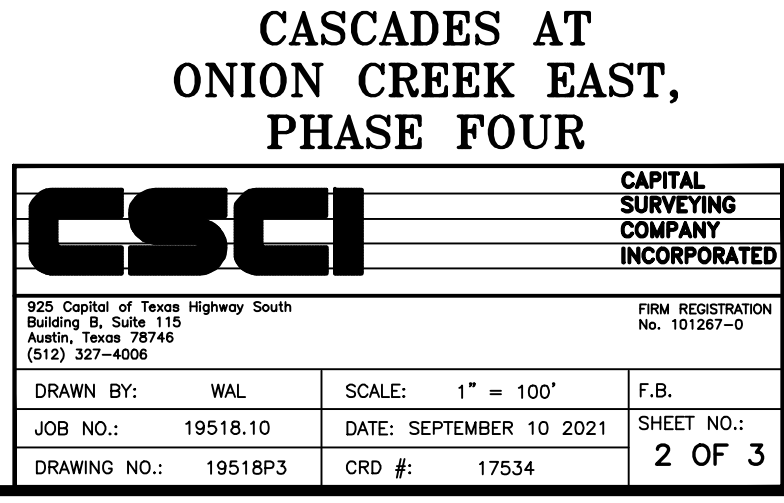 CASCADES AT
ONION CREEK EAST,
PHASE FOUR
CSCI
CAPITAL
SURVEYING
COMPANY
INCORPORATED
925 Capital of Texas Highway South
Building B, Suite 115
Austin, Texas 78746
(512) 327-4006
FIRM REGISTRATION
No. 101267-0
DRAWN BY: WAL
SCALE: 1" = 100'
F.B.
JOB NO.: 19518.10
DATE: SEPTEMBER 10 2021
SHEET NO.:
2 OF 3
DRAWING NO.: 19518P3
CRD #: 17534